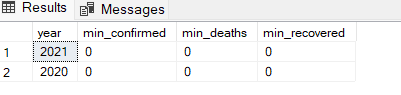 Results Messages
year min_confirmed min_deaths min_recovered
1 2021 0 0 0
2 2020 0 0 0